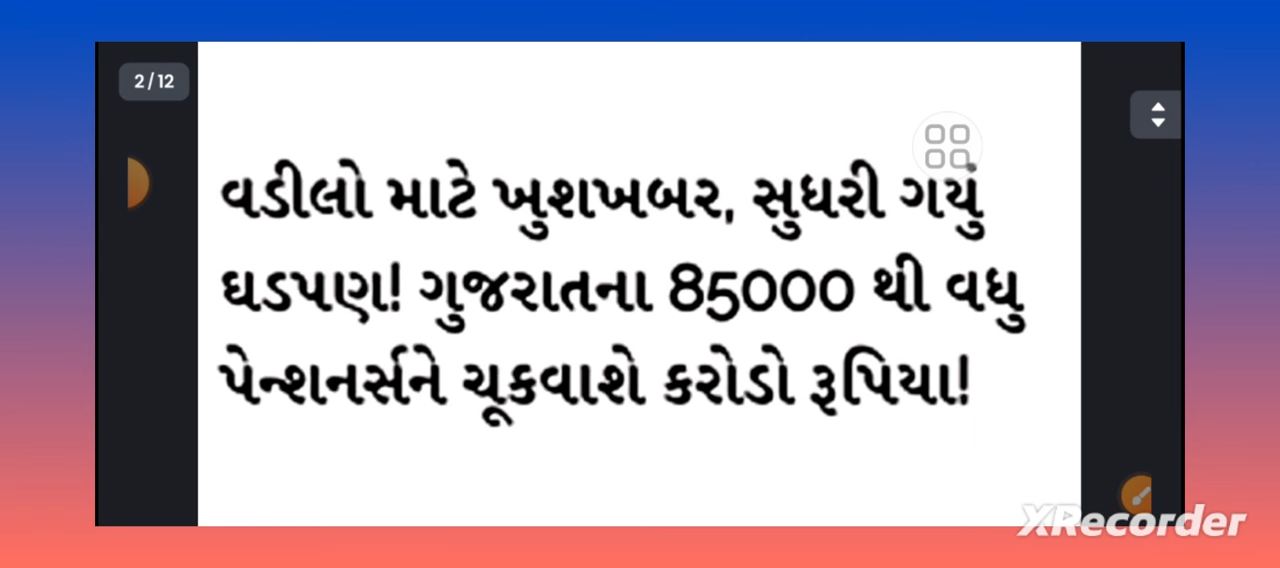 2/12
વડીલો માટે ખુશખબર, સુધરી ગયું
ઘડપણ! ગુજરાતના 85000 થી વધુ
પેન્શનર્સને ચૂકવાશે કરોડો રૂપિયા!
XRecorder